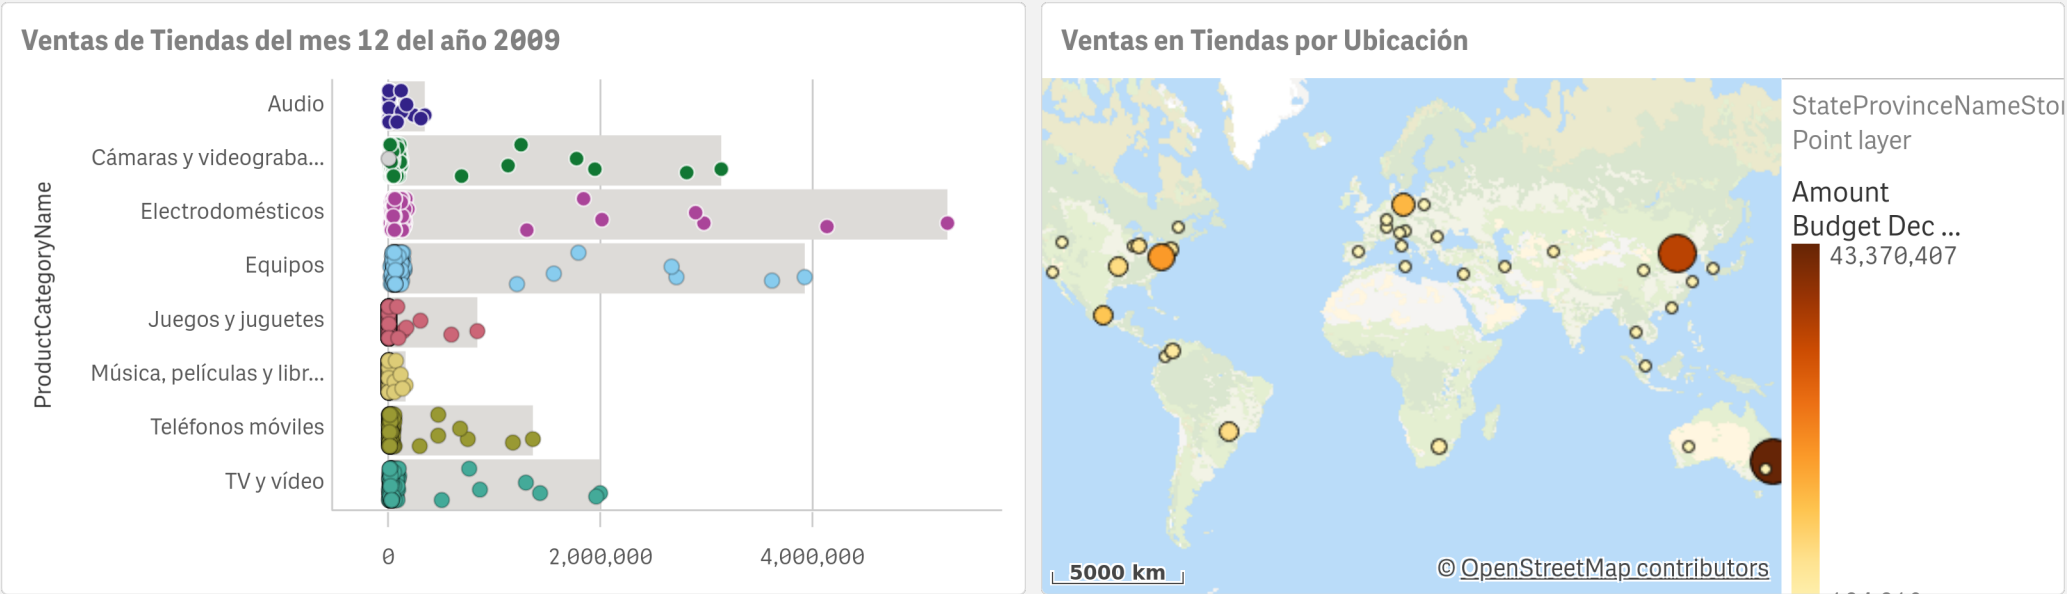 Ventas de Tiendas del mes 12 del año 2009
ProductCategoryName
Audio
Cámaras y videograba...
Electrodomésticos
Equipos
Juegos y juguetes
Música, películas y libr...
Teléfonos móviles
TV y vídeo
0
2,000,000
4,000,000
Ventas en Tiendas por Ubicación
5000 km
© OpenStreetMap contributors
StateProvinceNameStor
Point layer
Amount
Budget Dec ...
43,370,407